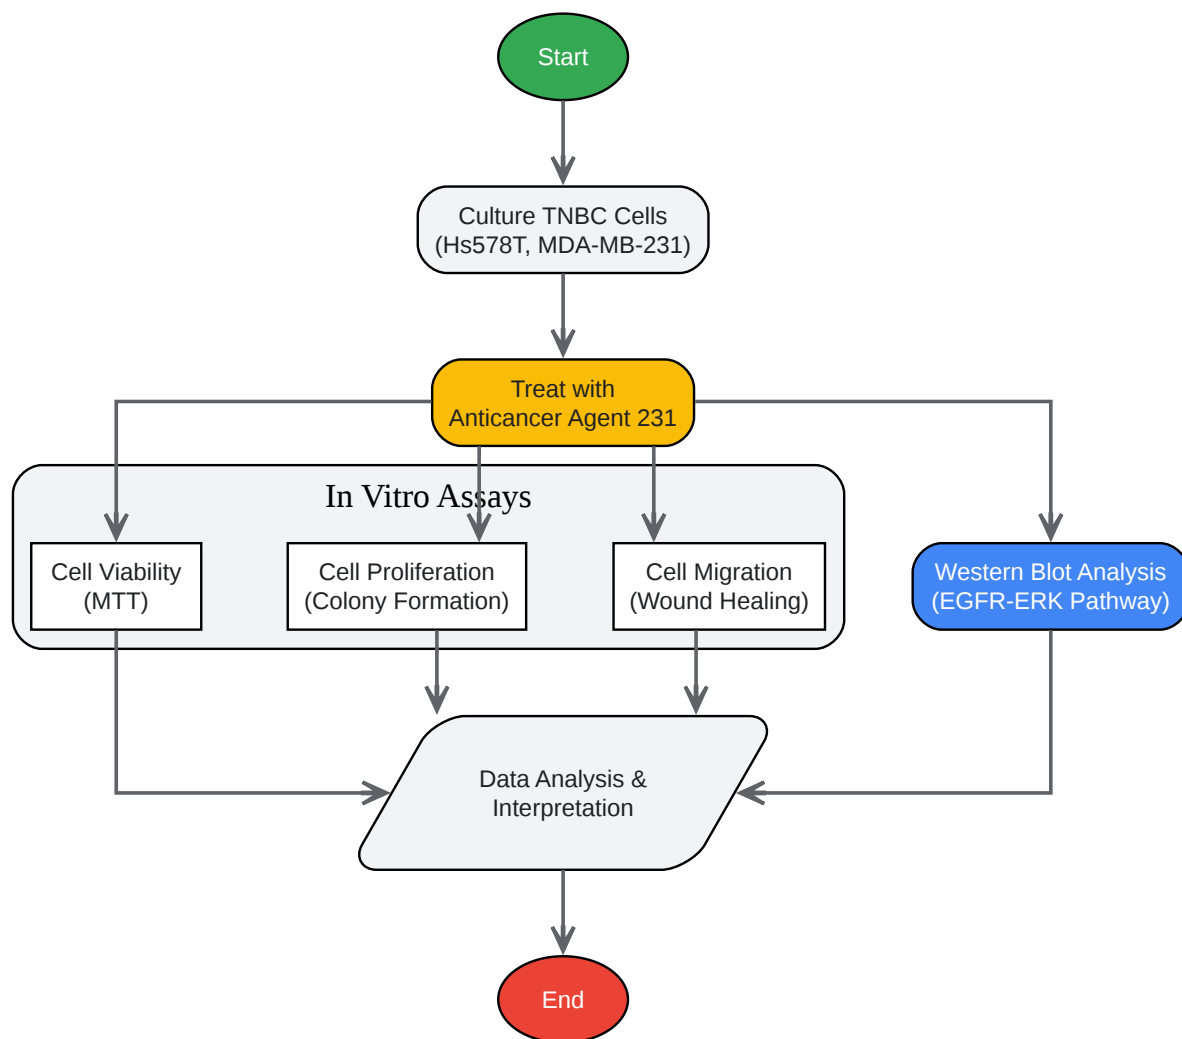 Start
Culture TNBC Cells
(Hs578T, MDA-MB-231)
Treat with
Anticancer Agent 231
In Vitro Assays
Cell Viability
(MTT)
Cell Proliferation
(Colony Formation)
Cell Migration
(Wound Healing)
Western Blot Analysis
(EGFR-ERK Pathway)
Data Analysis &
Interpretation
End